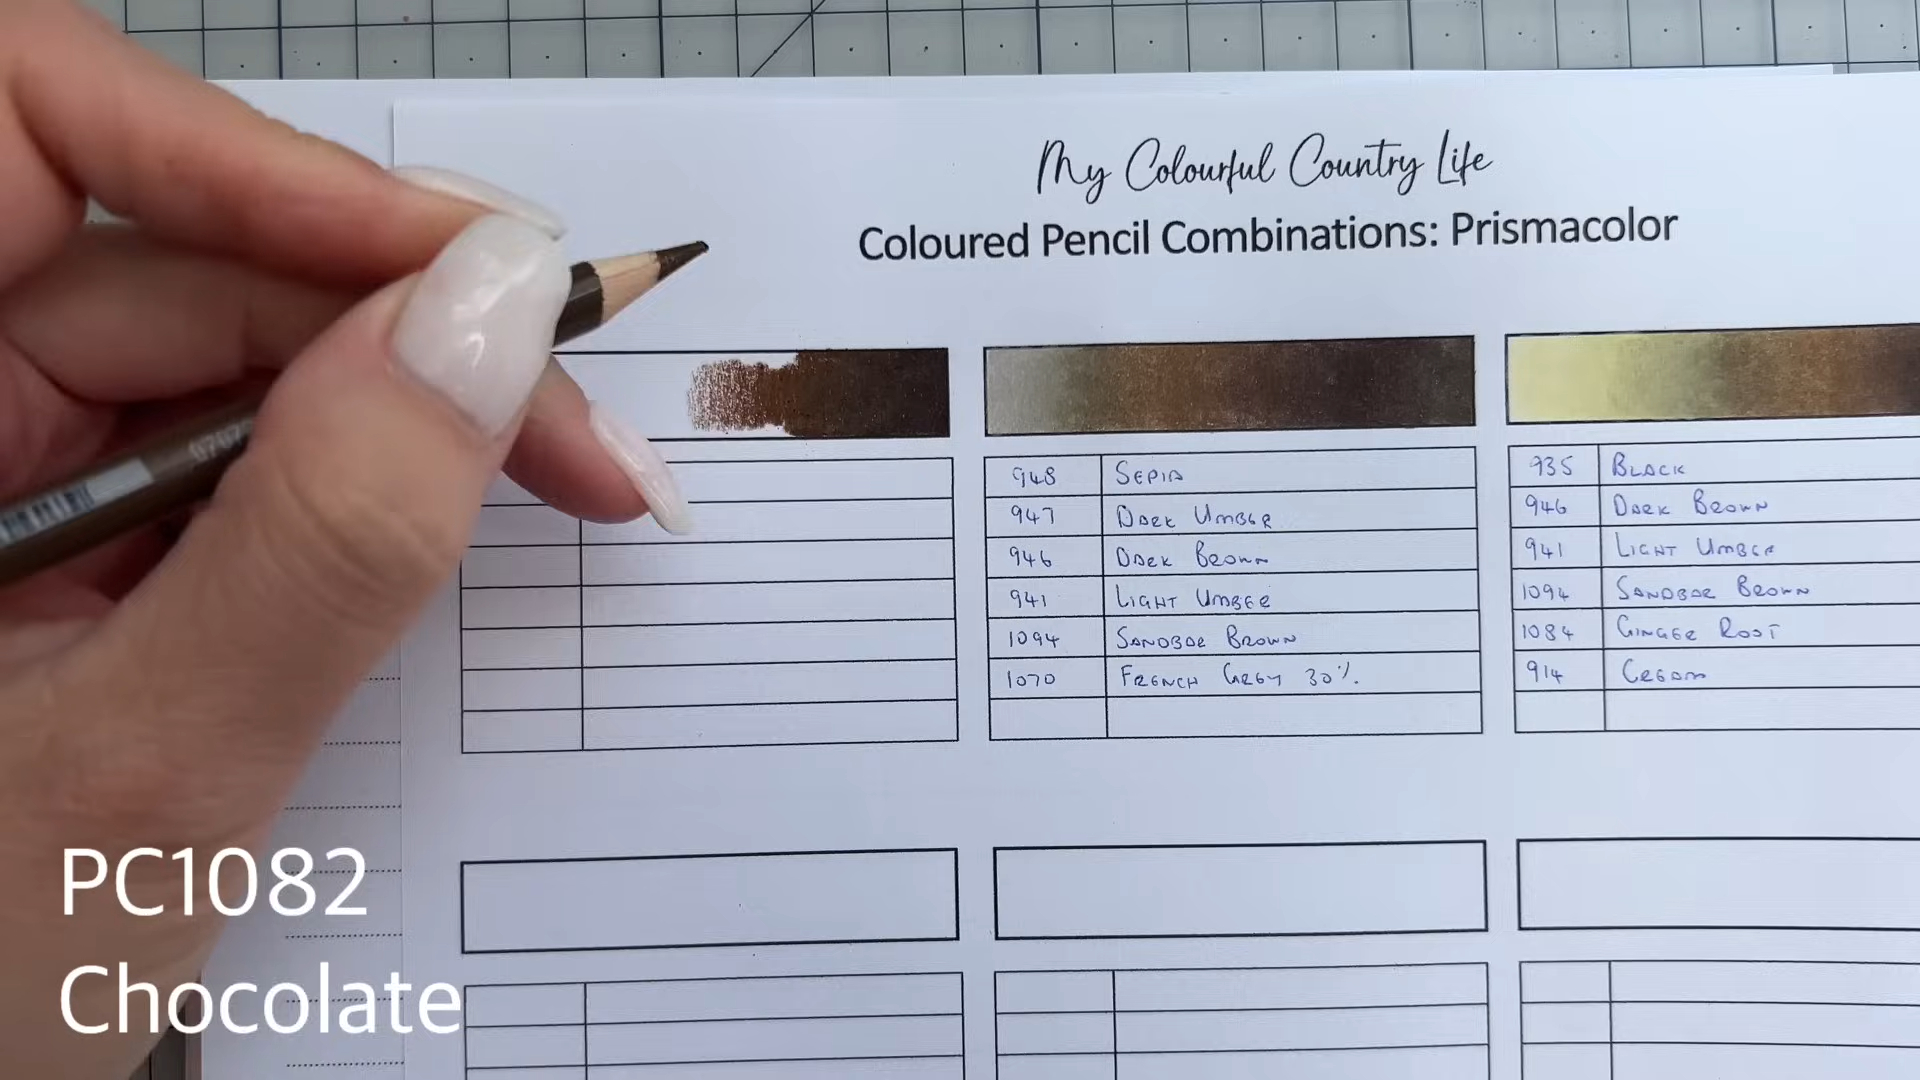 My Colourful Country Life
Coloured Pencil Combinations: Prismacolor
948 SEPIA
947 DARK UMBER
946 DARK BROWN
941 LIGHT UMBER
1094 SANDBAR BROWN
1070 FRENCH GREY 30%.
935 BLACK
946 DARK BROWN
941 LIGHT UMBER
1094 SANDBAR BROWN
1084 GINGER ROOT
914 CREAM
PC1082
Chocolate